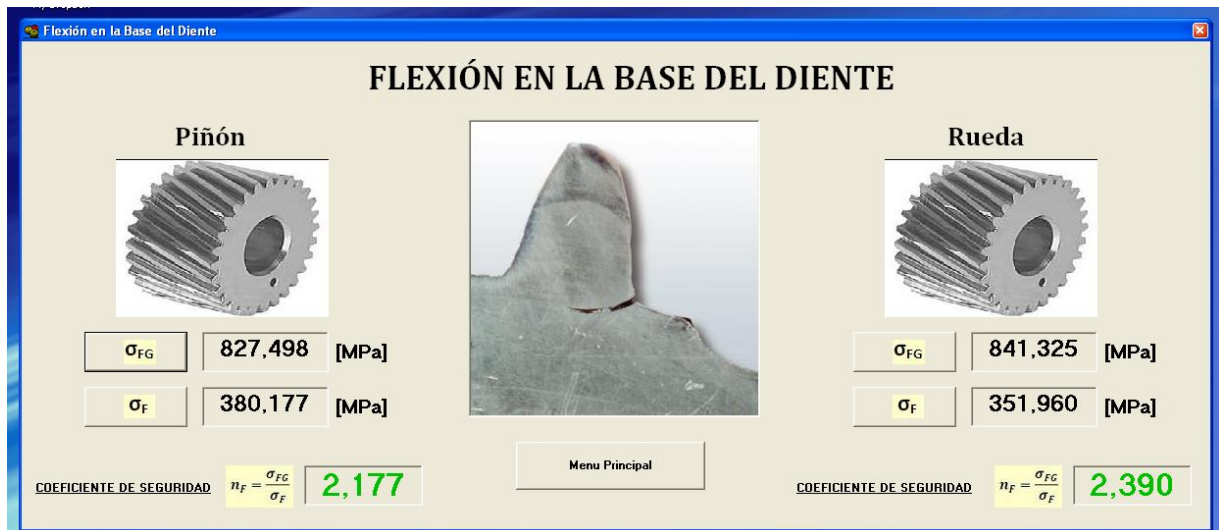 Flexión en la Base del Diente
FLEXIÓN EN LA BASE DEL DIENTE
Piñón
Rueda
σFG 827,498 [MPa]
σFG 841,325 [MPa]
σF 380,177 [MPa]
σF 351,960 [MPa]
Menu Principal
COEFICIENTE DE SEGURIDAD nF = σFG/σF 2,177
COEFICIENTE DE SEGURIDAD nF = σFG/σF 2,390